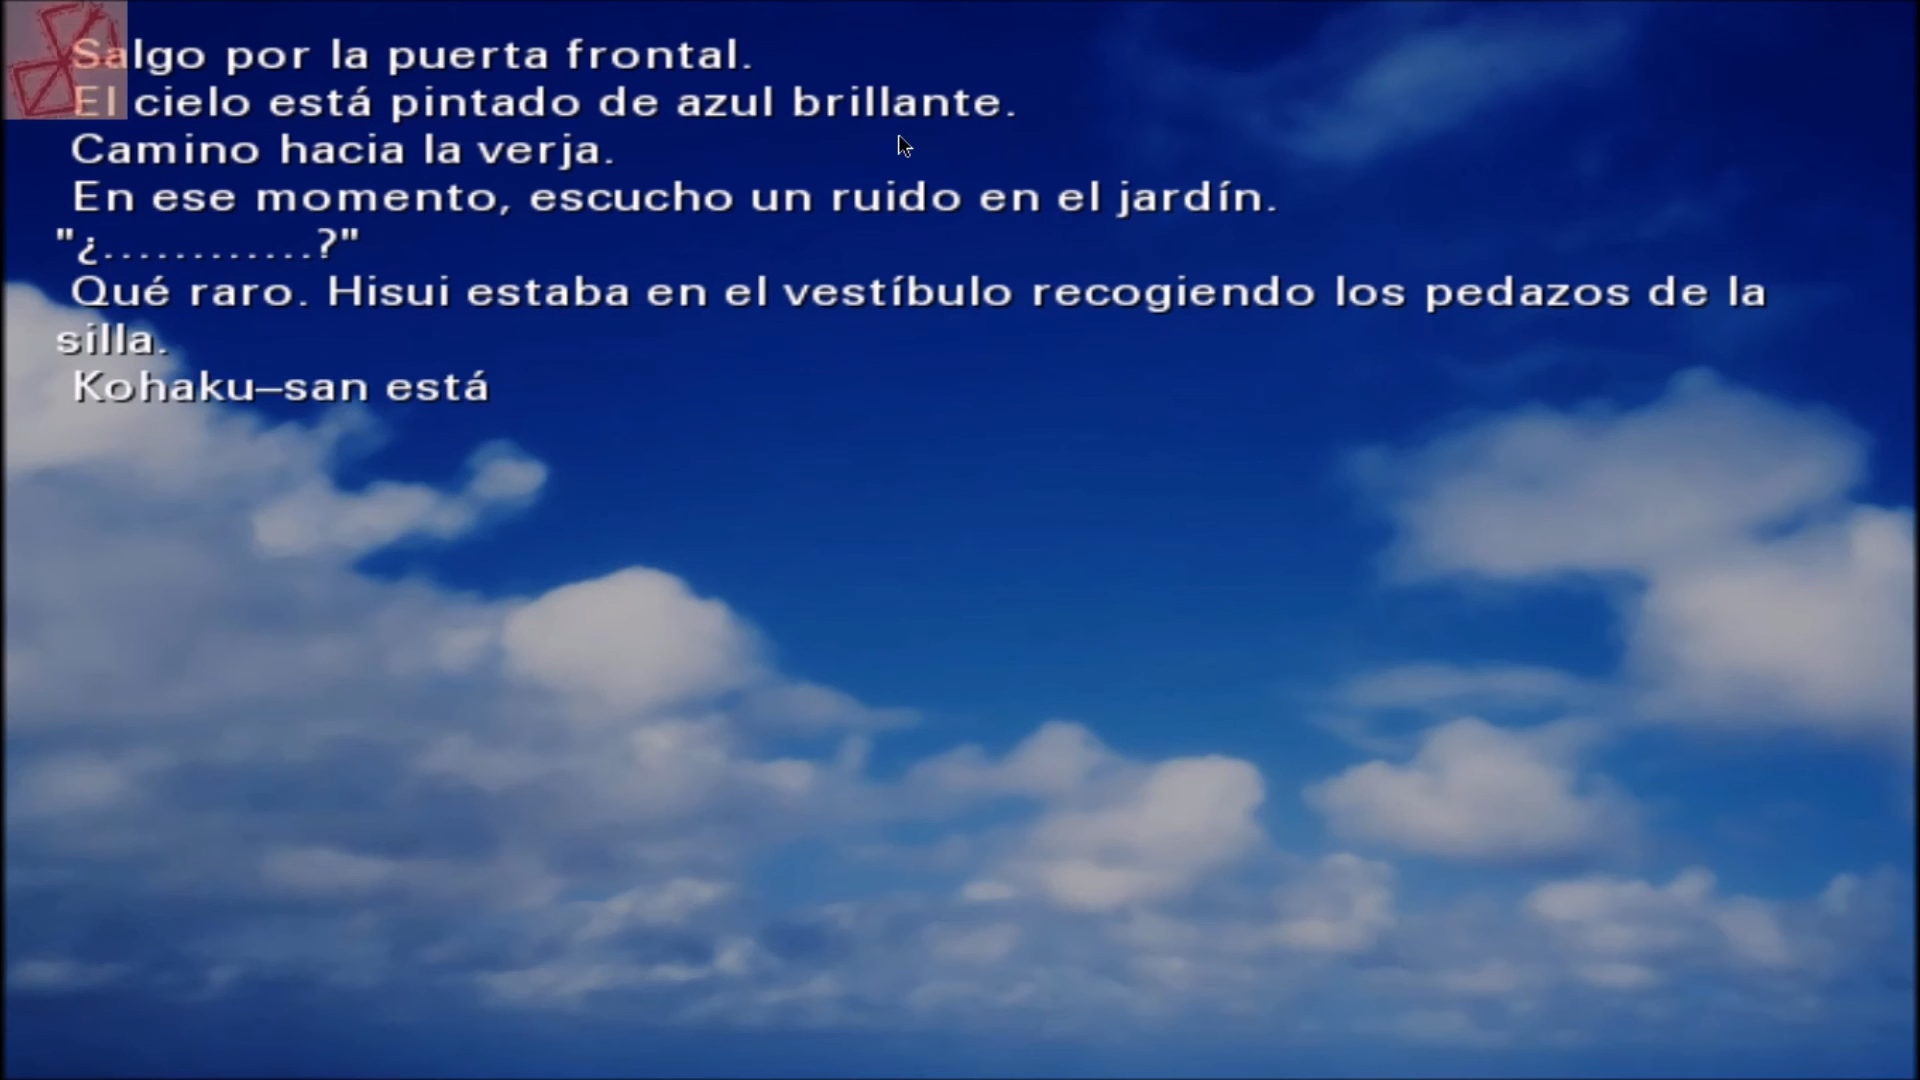 Salgo por la puerta frontal.
El cielo está pintado de azul brillante.
Camino hacia la verja.
En ese momento, escucho un ruido en el jardín.
"¿............?"
Qué raro. Hisui estaba en el vestíbulo recogiendo los pedazos de la
silla.
Kohaku—san está